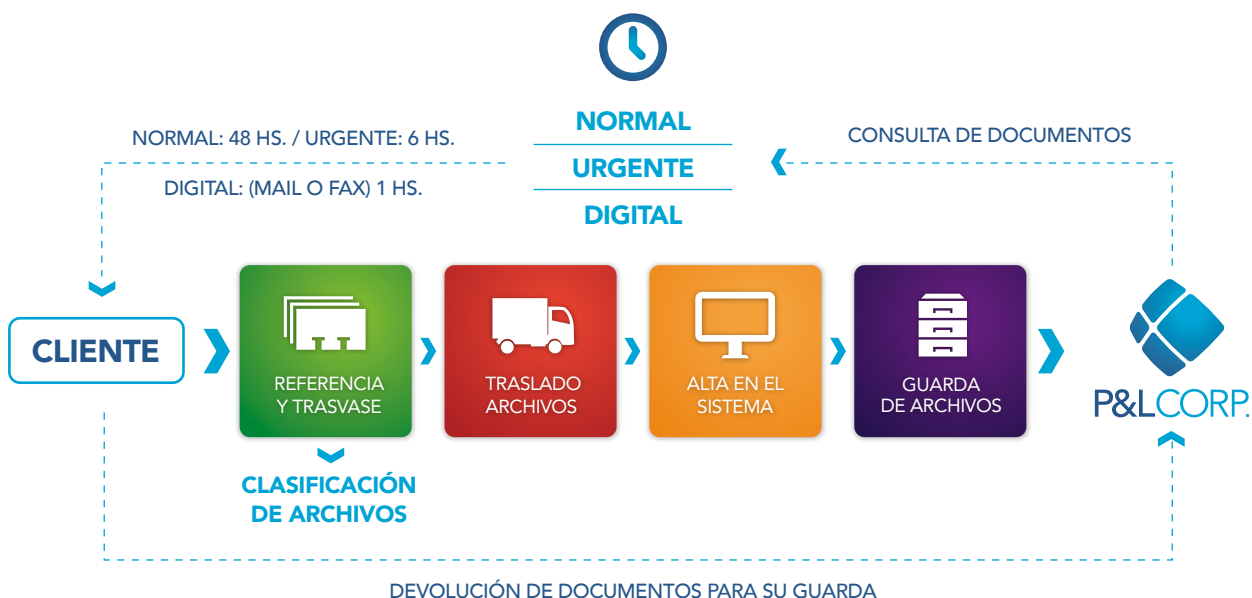 NORMAL
URGENTE
DIGITAL
NORMAL: 48 HS. / URGENTE: 6 HS.
DIGITAL: (MAIL O FAX) 1 HS.
CONSULTA DE DOCUMENTOS
CLIENTE
REFERENCIA
Y TRASVASE
TRASLADO
ARCHIVOS
ALTA EN EL
SISTEMA
GUARDA
DE ARCHIVOS
P&LCORP.
CLASIFICACIÓN
DE ARCHIVOS
DEVOLUCIÓN DE DOCUMENTOS PARA SU GUARDA